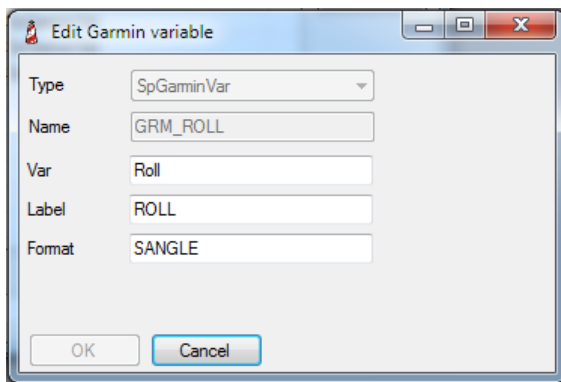 Edit Garmin variable
Type SpGarminVar
Name GRM_ROLL
Var Roll
Label ROLL
Format SANGLE
OK Cancel